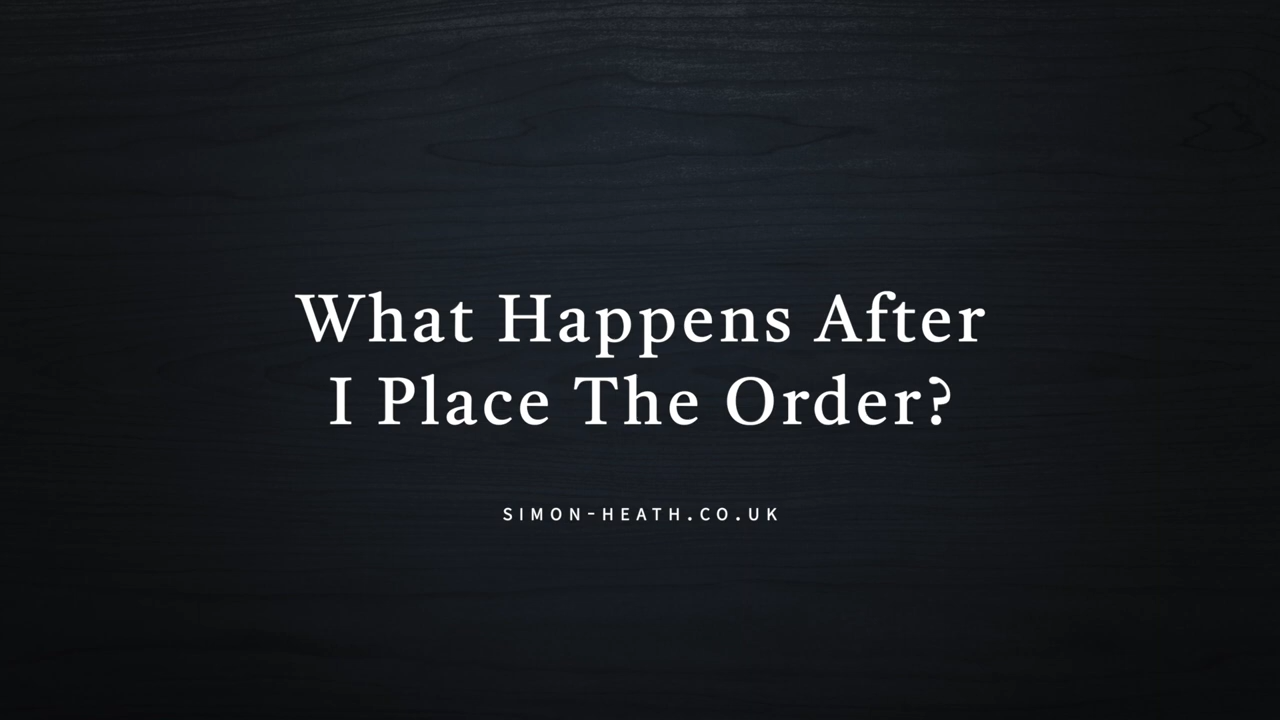 What Happens After
I Place The Order?
SIMON-HEATH.CO.UK